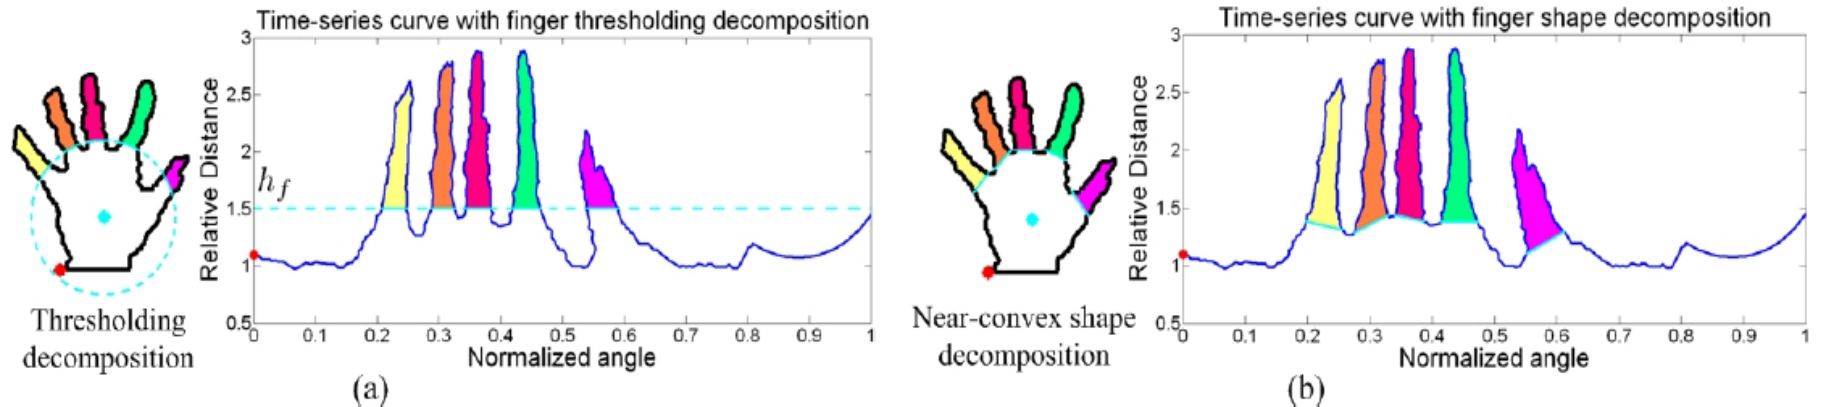 Time-series curve with finger thresholding decomposition
3
2.5
2
1.5
1
0.5
h_f
Relative Distance
0 0.1 0.2 0.3 0.4 0.5 0.6 0.7 0.8 0.9 1
Normalized angle
Thresholding
decomposition
(a)
Time-series curve with finger shape decomposition
3
2.5
2
1.5
1
0.5
Relative Distance
0 0.1 0.2 0.3 0.4 0.5 0.6 0.7 0.8 0.9 1
Normalized angle
Near-convex shape
decomposition
(b)